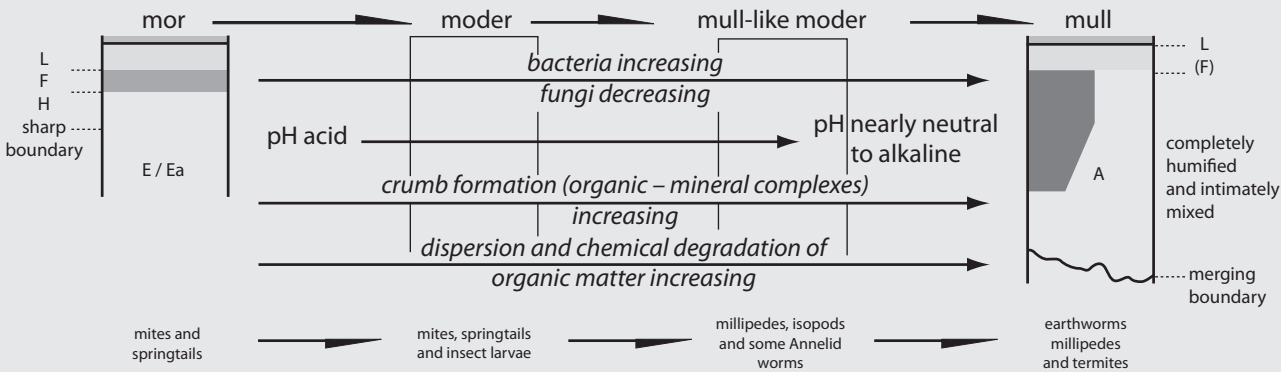 mor
moder
mull-like moder
mull
L
F
H
sharp
boundary
E / Ea
bacteria increasing
fungi decreasing
pH acid
pH nearly neutral
to alkaline
crumb formation (organic – mineral complexes)
increasing
dispersion and chemical degradation of
organic matter increasing
L
(F)
A
completely
humified
and intimately
mixed
merging
boundary
mites and
springtails
mites, springtails
and insect larvae
millipedes, isopods
and some Annelid
worms
earthworms
millipedes
and termites